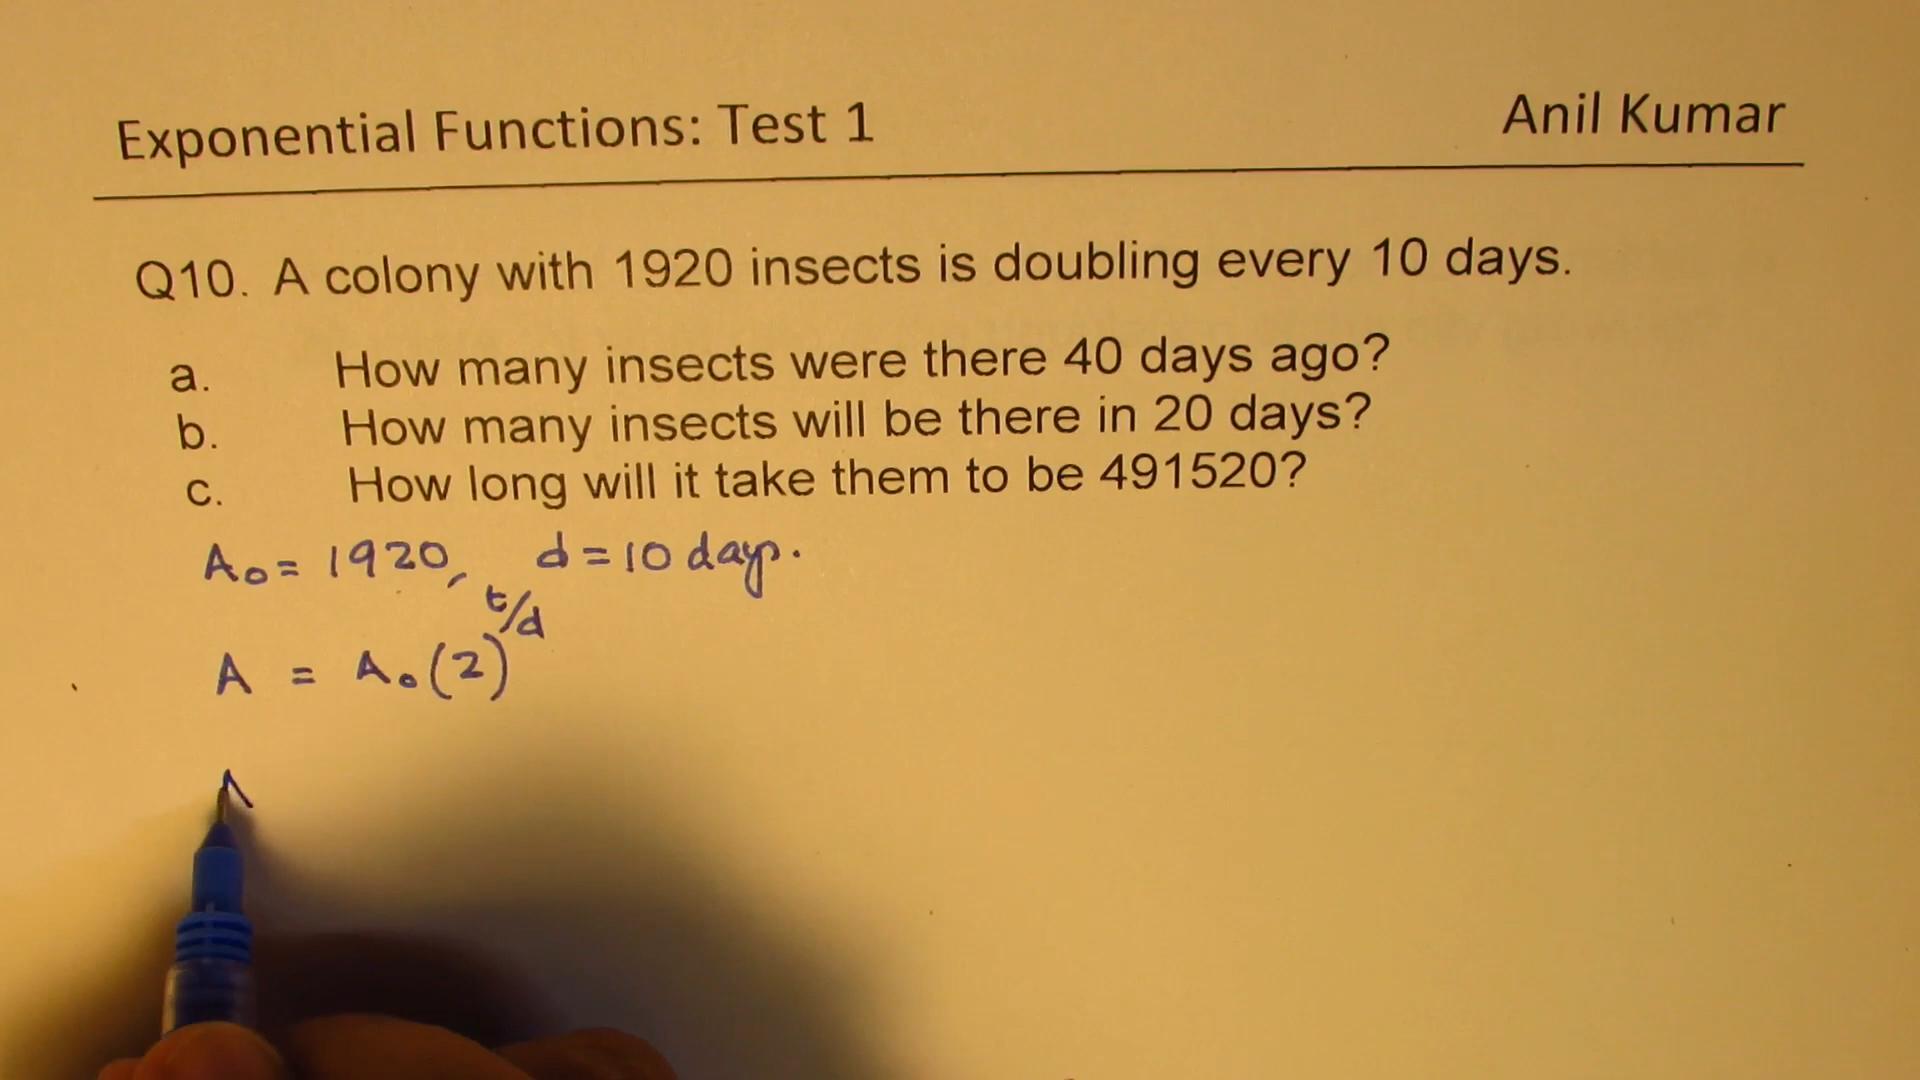 Exponential Functions: Test 1 Anil Kumar
Q10. A colony with 1920 insects is doubling every 10 days.
a. How many insects were there 40 days ago?
b. How many insects will be there in 20 days?
c. How long will it take them to be 491520?
A₀ = 1920, d = 10 days.
A = A₀(2)^t/d
A